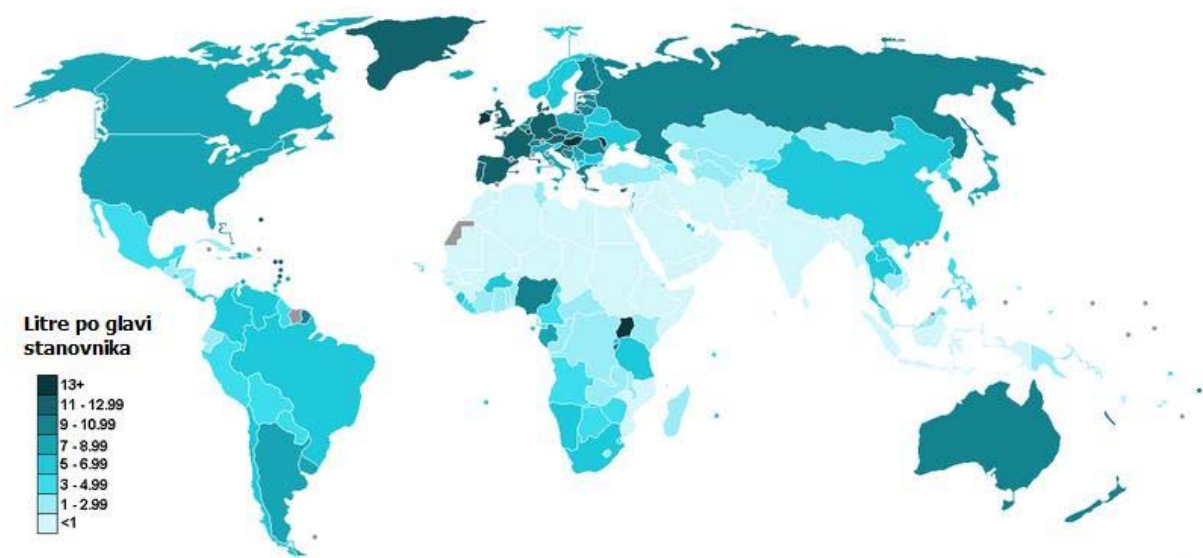 Litre po glavi
stanovnika
13+
11 - 12.99
9 - 10.99
7 - 8.99
5 - 6.99
3 - 4.99
1 - 2.99
<1